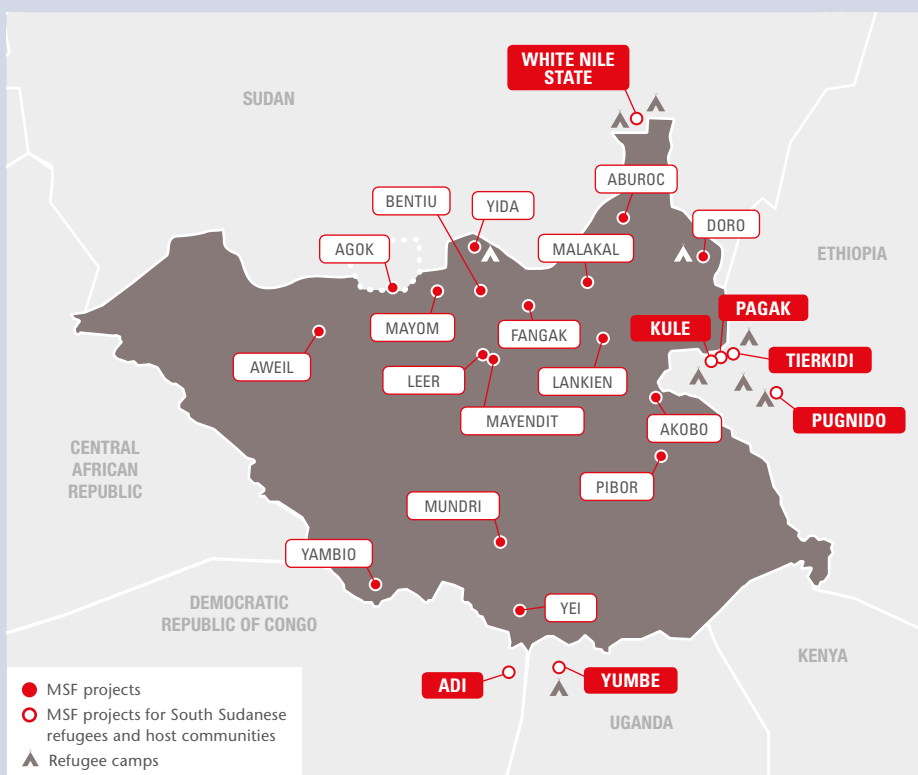 WHITE NILE
STATE
SUDAN
ABUROC
BENTIU
YIDA
DORO
AGOK
MALAKAL
ETHIOPIA
PAGAK
MAYOM
FANGAK
KULE
TIERKIDI
AWEIL
LEER
LANKIEN
MAYENDIT
PUGNIDO
AKOBO
CENTRAL
AFRICAN
REPUBLIC
PIBOR
MUNDRI
YAMBIO
DEMOCRATIC
REPUBLIC OF CONGO
YEI
KENYA
ADI
YUMBE
UGANDA
MSF projects
MSF projects for South Sudanese
refugees and host communities
Refugee camps